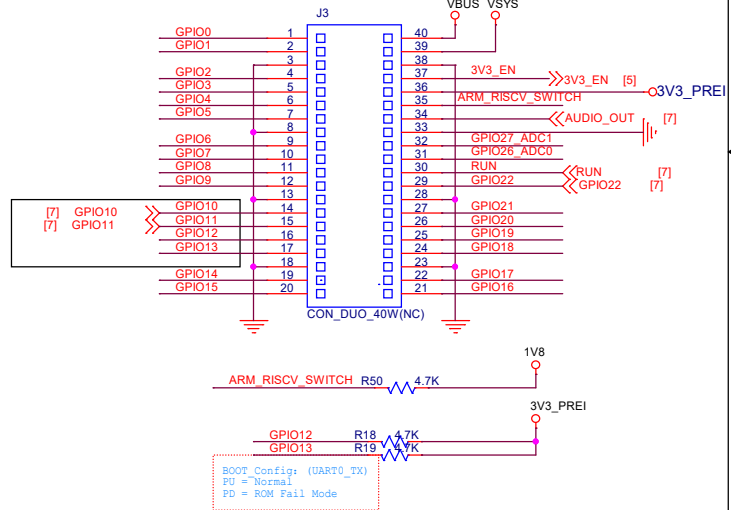 VBUS VSYS
J3
GPIO0 1 40
GPIO1 2 39
3 38
GPIO2 4 37 3V3_EN 3V3_EN [5]
GPIO3 5 36 3V3_PREI
GPIO4 6 35 ARM_RISCV_SWITCH
GPIO5 7 34 AUDIO_OUT [7]
8 33
GPIO6 9 32 GPIO27_ADC1
GPIO7 10 31 GPIO26_ADC0
GPIO8 11 30 RUN RUN [7]
GPIO9 12 29 GPIO22 GPIO22 [7]
13 28
[7] GPIO10 GPIO10 14 27 GPIO21
[7] GPIO11 GPIO11 15 26 GPIO20
GPIO12 16 25 GPIO19
GPIO13 17 24 GPIO18
18 23
GPIO14 19 22 GPIO17
GPIO15 20 21 GPIO16
CON_DUO_40W(NC)
1V8
ARM_RISCV_SWITCH R50 4.7K
3V3_PREI
GPIO12 R18 4.7K
GPIO13 R19 4.7K
BOOT_Config: (UART0_TX)
PU = Normal
PD = ROM Fail Mode